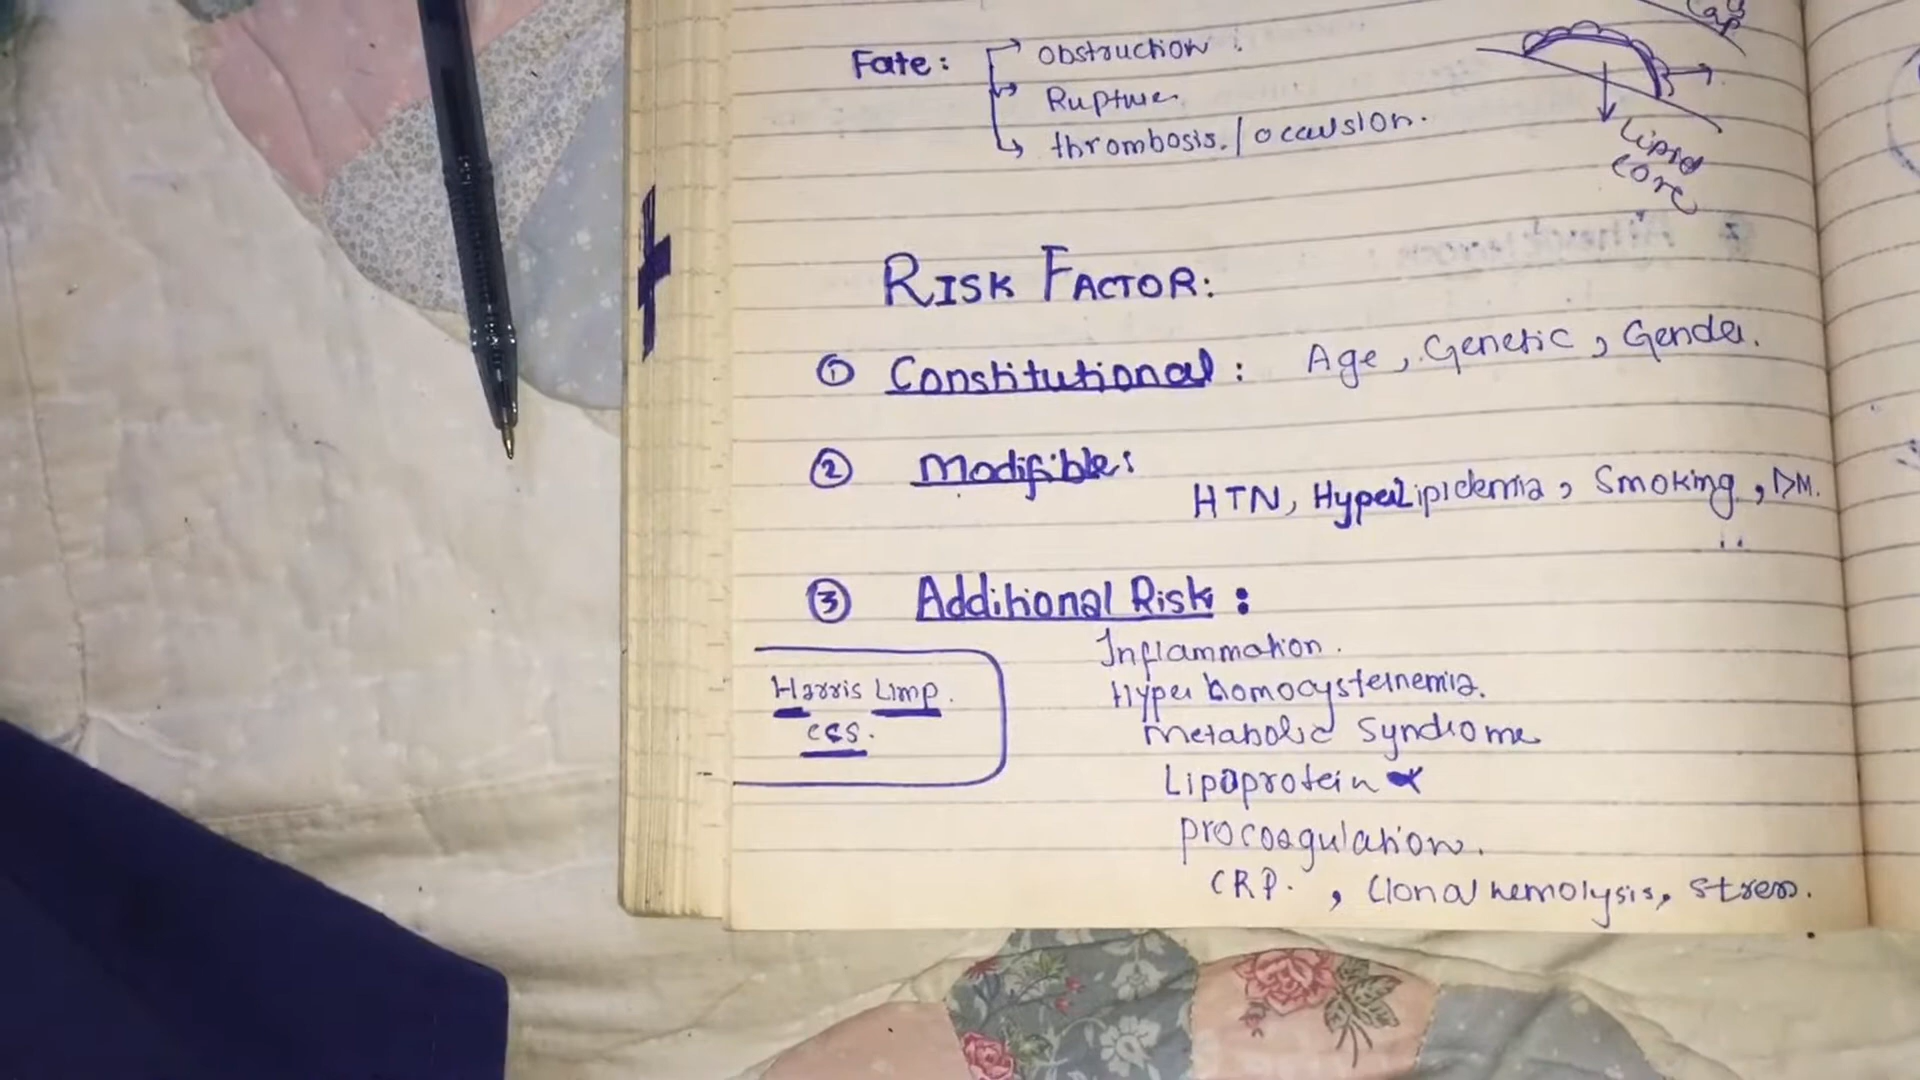 Fate: obstruction.
Rupture
thrombosis. / occulsion.
Cap
Lipid
core
RISK FACTOR:
① Constitutional: Age, Genetic, Gender.
② Modifible:
HTN, HyperLipidemia, Smoking, DM.
③ Additional Risk:
Inflammation.
Hyper homocysteinemia.
Metabolic Syndrome
Lipoprotein
procoagulation.
CRP. , Clonal hemolysis, stress.
Harris Limp.
CCS.